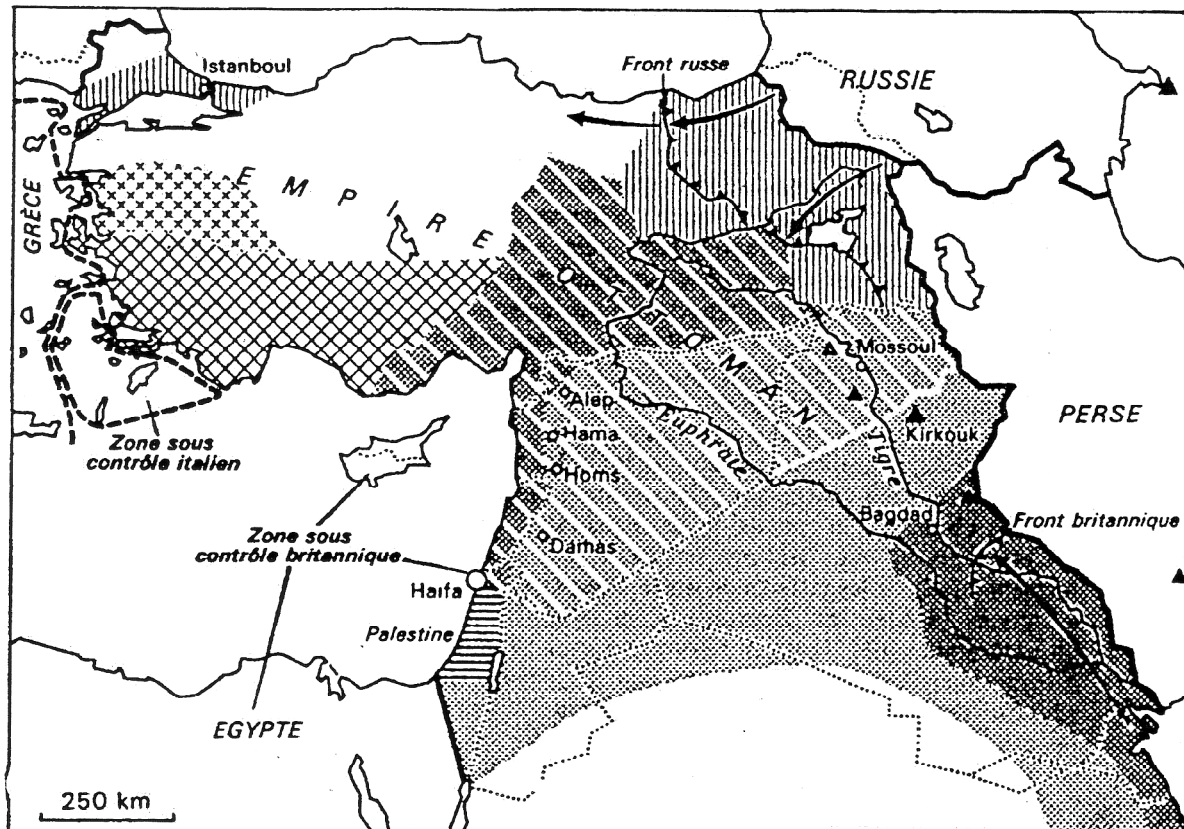 Istanboul
Front russe
RUSSIE
GRÈCE
EMPIRE
OTTOMAN
Mossoul
Alep
Kirkouk
PERSE
Hama
Euphrate
Tigre
Homs
Zone sous
contrôle italien
Bagdad
Front britannique
Damas
Zone sous
contrôle britannique
Haïfa
Palestine
EGYPTE
250 km